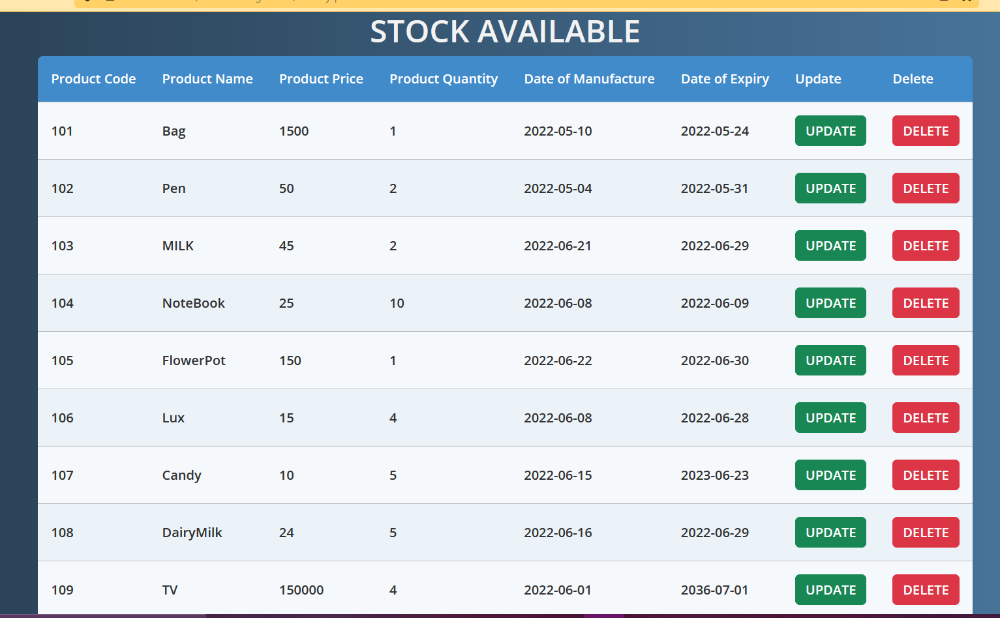 STOCK AVAILABLE
Product Code Product Name Product Price Product Quantity Date of Manufacture Date of Expiry Update Delete
101 Bag 1500 1 2022-05-10 2022-05-24 UPDATE DELETE
102 Pen 50 2 2022-05-04 2022-05-31 UPDATE DELETE
103 MILK 45 2 2022-06-21 2022-06-29 UPDATE DELETE
104 NoteBook 25 10 2022-06-08 2022-06-09 UPDATE DELETE
105 FlowerPot 150 1 2022-06-22 2022-06-30 UPDATE DELETE
106 Lux 15 4 2022-06-08 2022-06-28 UPDATE DELETE
107 Candy 10 5 2022-06-15 2023-06-23 UPDATE DELETE
108 DairyMilk 24 5 2022-06-16 2022-06-29 UPDATE DELETE
109 TV 150000 4 2022-06-01 2036-07-01 UPDATE DELETE